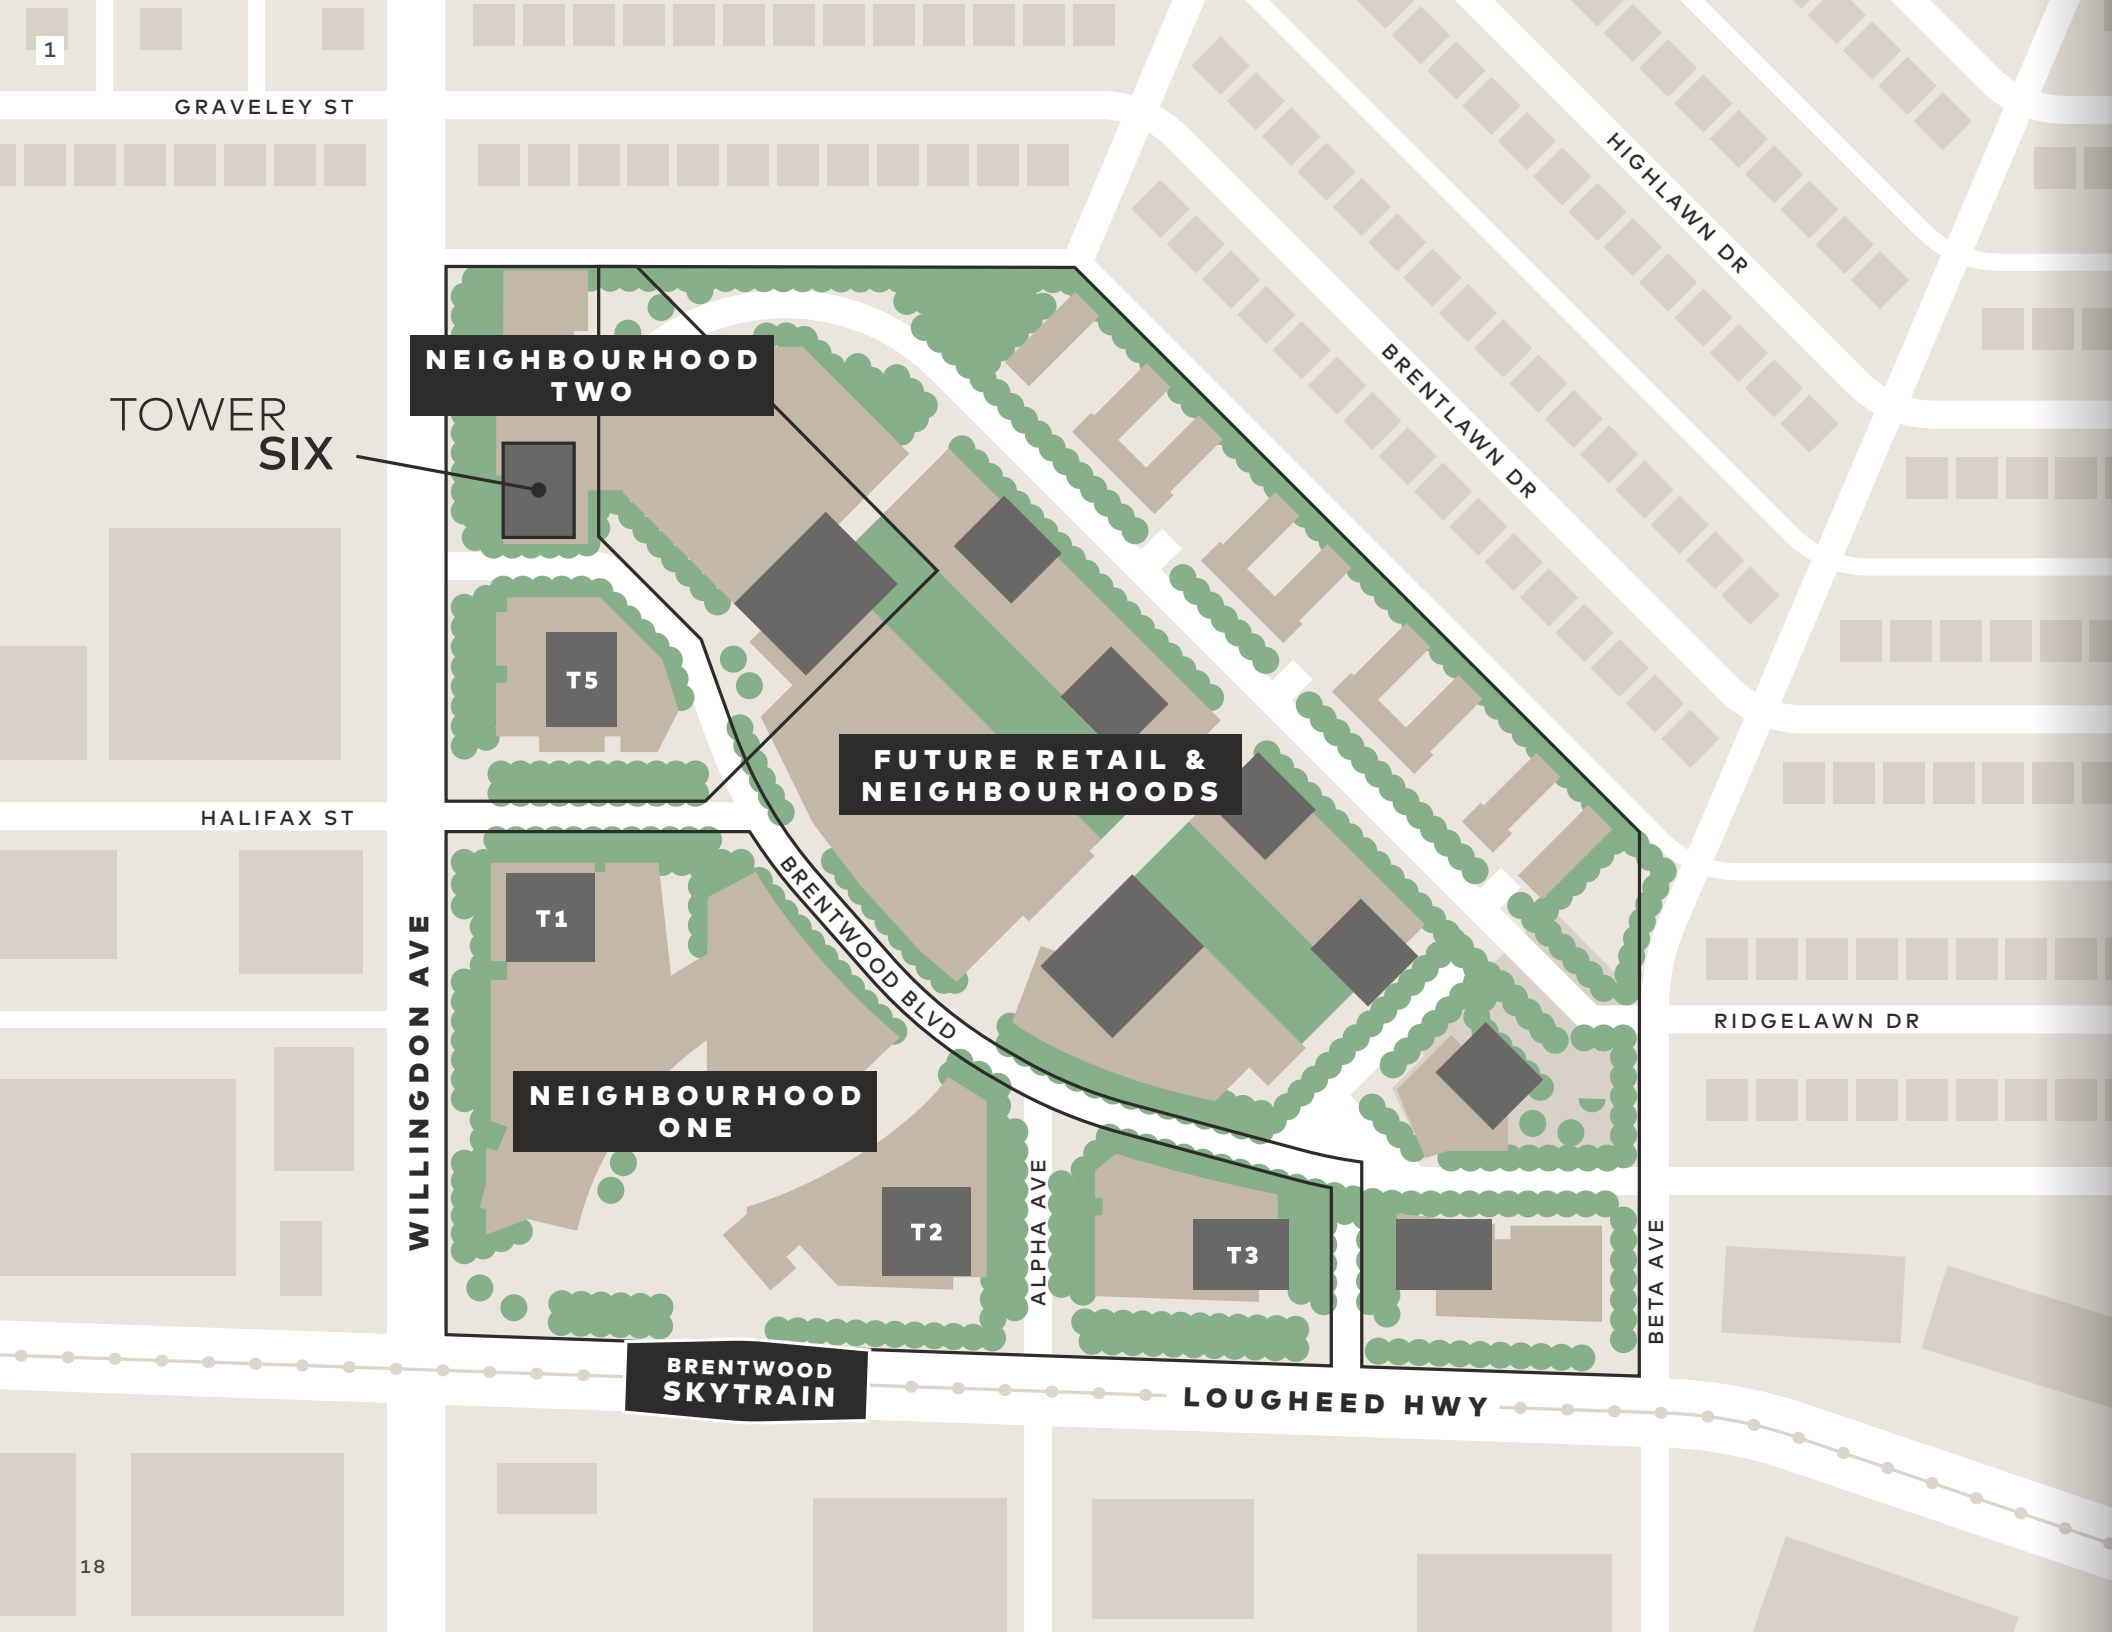 1
GRAVELEY ST
HIGHLAWN DR
BRENTLAWN DR
NEIGHBOURHOOD
TWO
TOWER
SIX
T5
FUTURE RETAIL &
NEIGHBOURHOODS
HALIFAX ST
BRENTWOOD BLVD
T1
WILLINGDON AVE
RIDGELAWN DR
NEIGHBOURHOOD
ONE
T2
ALPHA AVE
T3
BETA AVE
BRENTWOOD
SKYTRAIN
LOUGHEED HWY
18